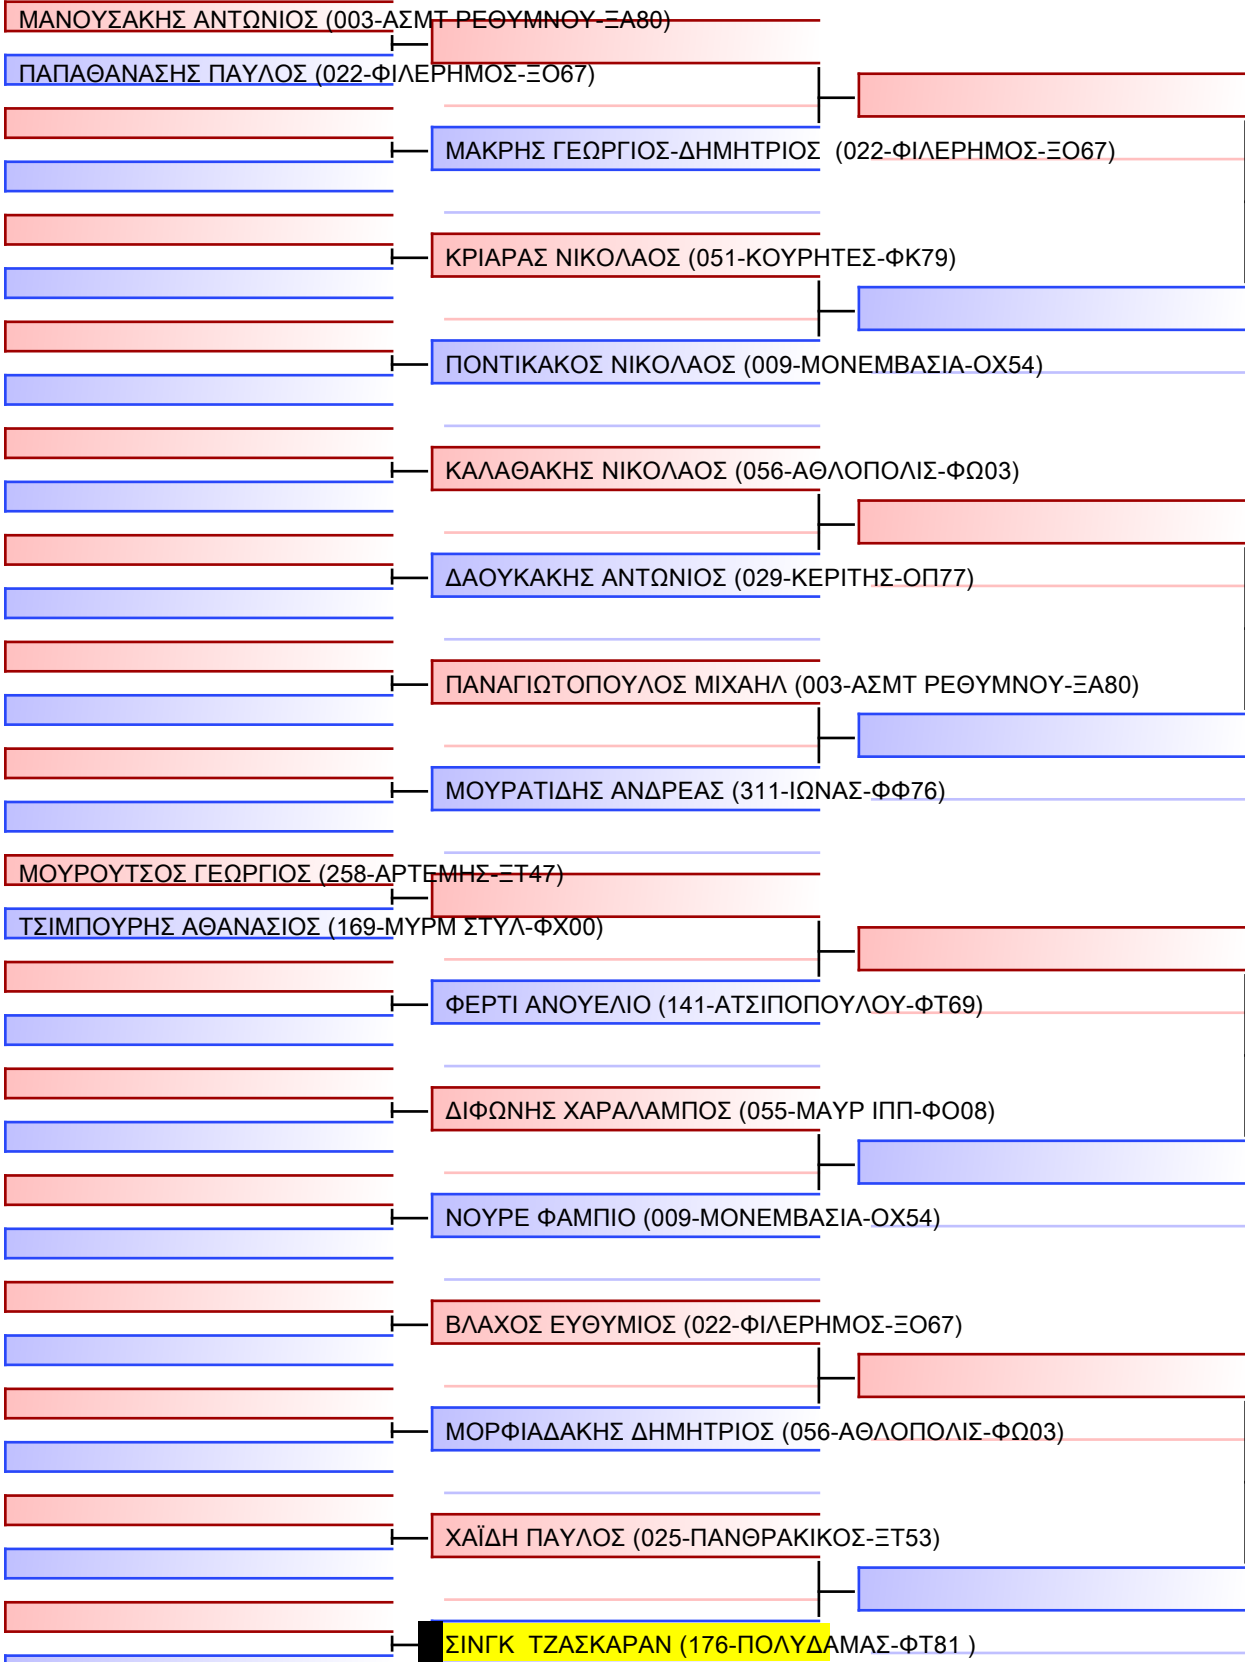 ΜΑΝΟΥΣΑΚΗΣ ΑΝΤΩΝΙΟΣ (003-ΑΣΜΤ ΡΕΘΥΜΝΟΥ-ΞΑ80)
ΠΑΠΑΘΑΝΑΣΗΣ ΠΑΥΛΟΣ (022-ΦΙΛΕΡΗΜΟΣ-ΞΟ67)
ΜΑΚΡΗΣ ΓΕΩΡΓΙΟΣ-ΔΗΜΗΤΡΙΟΣ (022-ΦΙΛΕΡΗΜΟΣ-ΞΟ67)
ΚΡΙΑΡΑΣ ΝΙΚΟΛΑΟΣ (051-ΚΟΥΡΗΤΕΣ-ΦΚ79)
ΠΟΝΤΙΚΑΚΟΣ ΝΙΚΟΛΑΟΣ (009-ΜΟΝΕΜΒΑΣΙΑ-ΟΧ54)
ΚΑΛΑΘΑΚΗΣ ΝΙΚΟΛΑΟΣ (056-ΑΘΛΟΠΟΛΙΣ-ΦΩ03)
ΔΑΟΥΚΑΚΗΣ ΑΝΤΩΝΙΟΣ (029-ΚΕΡΙΤΗΣ-ΟΠ77)
ΠΑΝΑΓΙΩΤΟΠΟΥΛΟΣ ΜΙΧΑΗΛ (003-ΑΣΜΤ ΡΕΘΥΜΝΟΥ-ΞΑ80)
ΜΟΥΡΑΤΙΔΗΣ ΑΝΔΡΕΑΣ (311-ΙΩΝΑΣ-ΦΦ76)
ΜΟΥΡΟΥΤΣΟΣ ΓΕΩΡΓΙΟΣ (258-ΑΡΤΕΜΗΣ-ΞΤ47)
ΤΣΙΜΠΟΥΡΗΣ ΑΘΑΝΑΣΙΟΣ (169-ΜΥΡΜ ΣΤΥΛ-ΦΧ00)
ΦΕΡΤΙ ΑΝΟΥΕΛΙΟ (141-ΑΤΣΙΠΟΠΟΥΛΟΥ-ΦΤ69)
ΔΙΦΩΝΗΣ ΧΑΡΑΛΑΜΠΟΣ (055-ΜΑΥΡ ΙΠΠ-ΦΟ08)
ΝΟΥΡΕ ΦΑΜΠΙΟ (009-ΜΟΝΕΜΒΑΣΙΑ-ΟΧ54)
ΒΛΑΧΟΣ ΕΥΘΥΜΙΟΣ (022-ΦΙΛΕΡΗΜΟΣ-ΞΟ67)
ΜΟΡΦΙΑΔΑΚΗΣ ΔΗΜΗΤΡΙΟΣ (056-ΑΘΛΟΠΟΛΙΣ-ΦΩ03)
ΧΑΪΔΗ ΠΑΥΛΟΣ (025-ΠΑΝΘΡΑΚΙΚΟΣ-ΞΤ53)
ΣΙΝΓΚ ΤΖΑΣΚΑΡΑΝ (176-ΠΟΛΥΔΑΜΑΣ-ΦΤ81 )